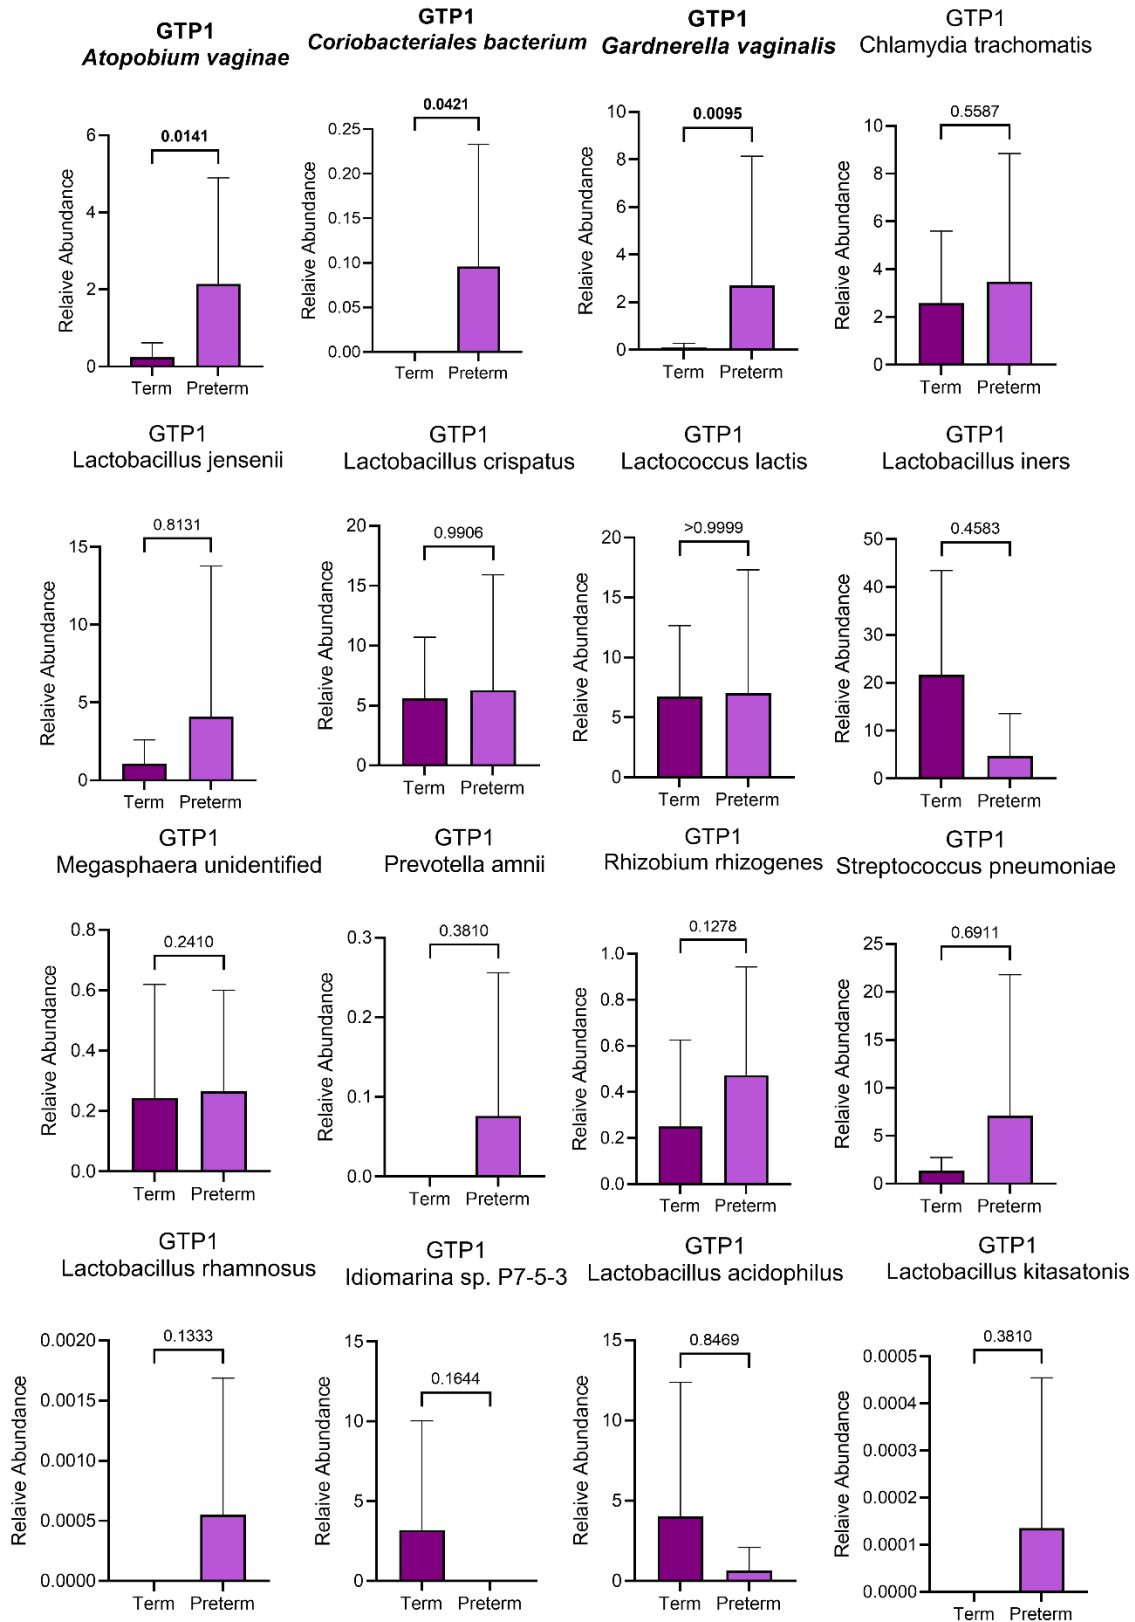 GTP1
Atopobium vaginae
0.0141
Relaive Abundance
6
4
2
0
Term Preterm
GTP1
Coriobacteriales bacterium
0.0421
Relaive Abundance
0.25
0.20
0.15
0.10
0.05
0.00
Term Preterm
GTP1
Gardnerella vaginalis
0.0095
Relaive Abundance
10
8
6
4
2
0
Term Preterm
GTP1
Chlamydia trachomatis
0.5587
Relaive Abundance
10
8
6
4
2
0
Term Preterm
GTP1
Lactobacillus jensenii
0.8131
Relaive Abundance
15
10
5
0
Term Preterm
GTP1
Lactobacillus crispatus
0.9906
Relaive Abundance
20
15
10
5
0
Term Preterm
GTP1
Lactococcus lactis
>0.9999
Relaive Abundance
20
15
10
5
0
Term Preterm
GTP1
Lactobacillus iners
0.4583
Relaive Abundance
50
40
30
20
10
0
Term Preterm
GTP1
Megasphaera unidentified
0.2410
Relaive Abundance
0.8
0.6
0.4
0.2
0.0
Term Preterm
GTP1
Prevotella amnii
0.3810
Relaive Abundance
0.3
0.2
0.1
0.0
Term Preterm
GTP1
Rhizobium rhizogenes
0.1278
Relaive Abundance
1.0
0.8
0.6
0.4
0.2
0.0
Term Preterm
GTP1
Streptococcus pneumoniae
0.6911
Relaive Abundance
25
20
15
10
5
0
Term Preterm
GTP1
Lactobacillus rhamnosus
0.1333
Relaive Abundance
0.0020
0.0015
0.0010
0.0005
0.0000
Term Preterm
GTP1
Idiomarina sp. P7-5-3
0.1644
Relaive Abundance
15
10
5
0
Term Preterm
GTP1
Lactobacillus acidophilus
0.8469
Relaive Abundance
15
10
5
0
Term Preterm
GTP1
Lactobacillus kitasatonis
0.3810
Relaive Abundance
0.0005
0.0004
0.0003
0.0002
0.0001
0.0000
Term Preterm